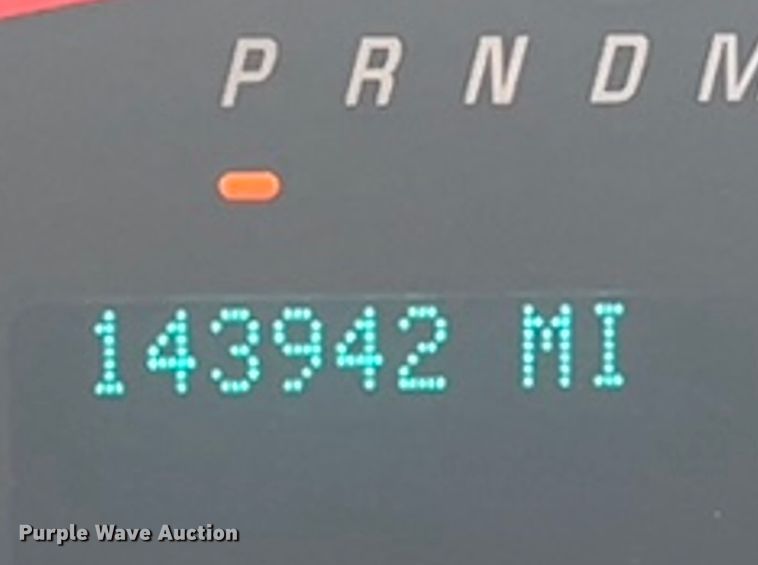 P R N D M
143942 MI
Purple Wave Auction